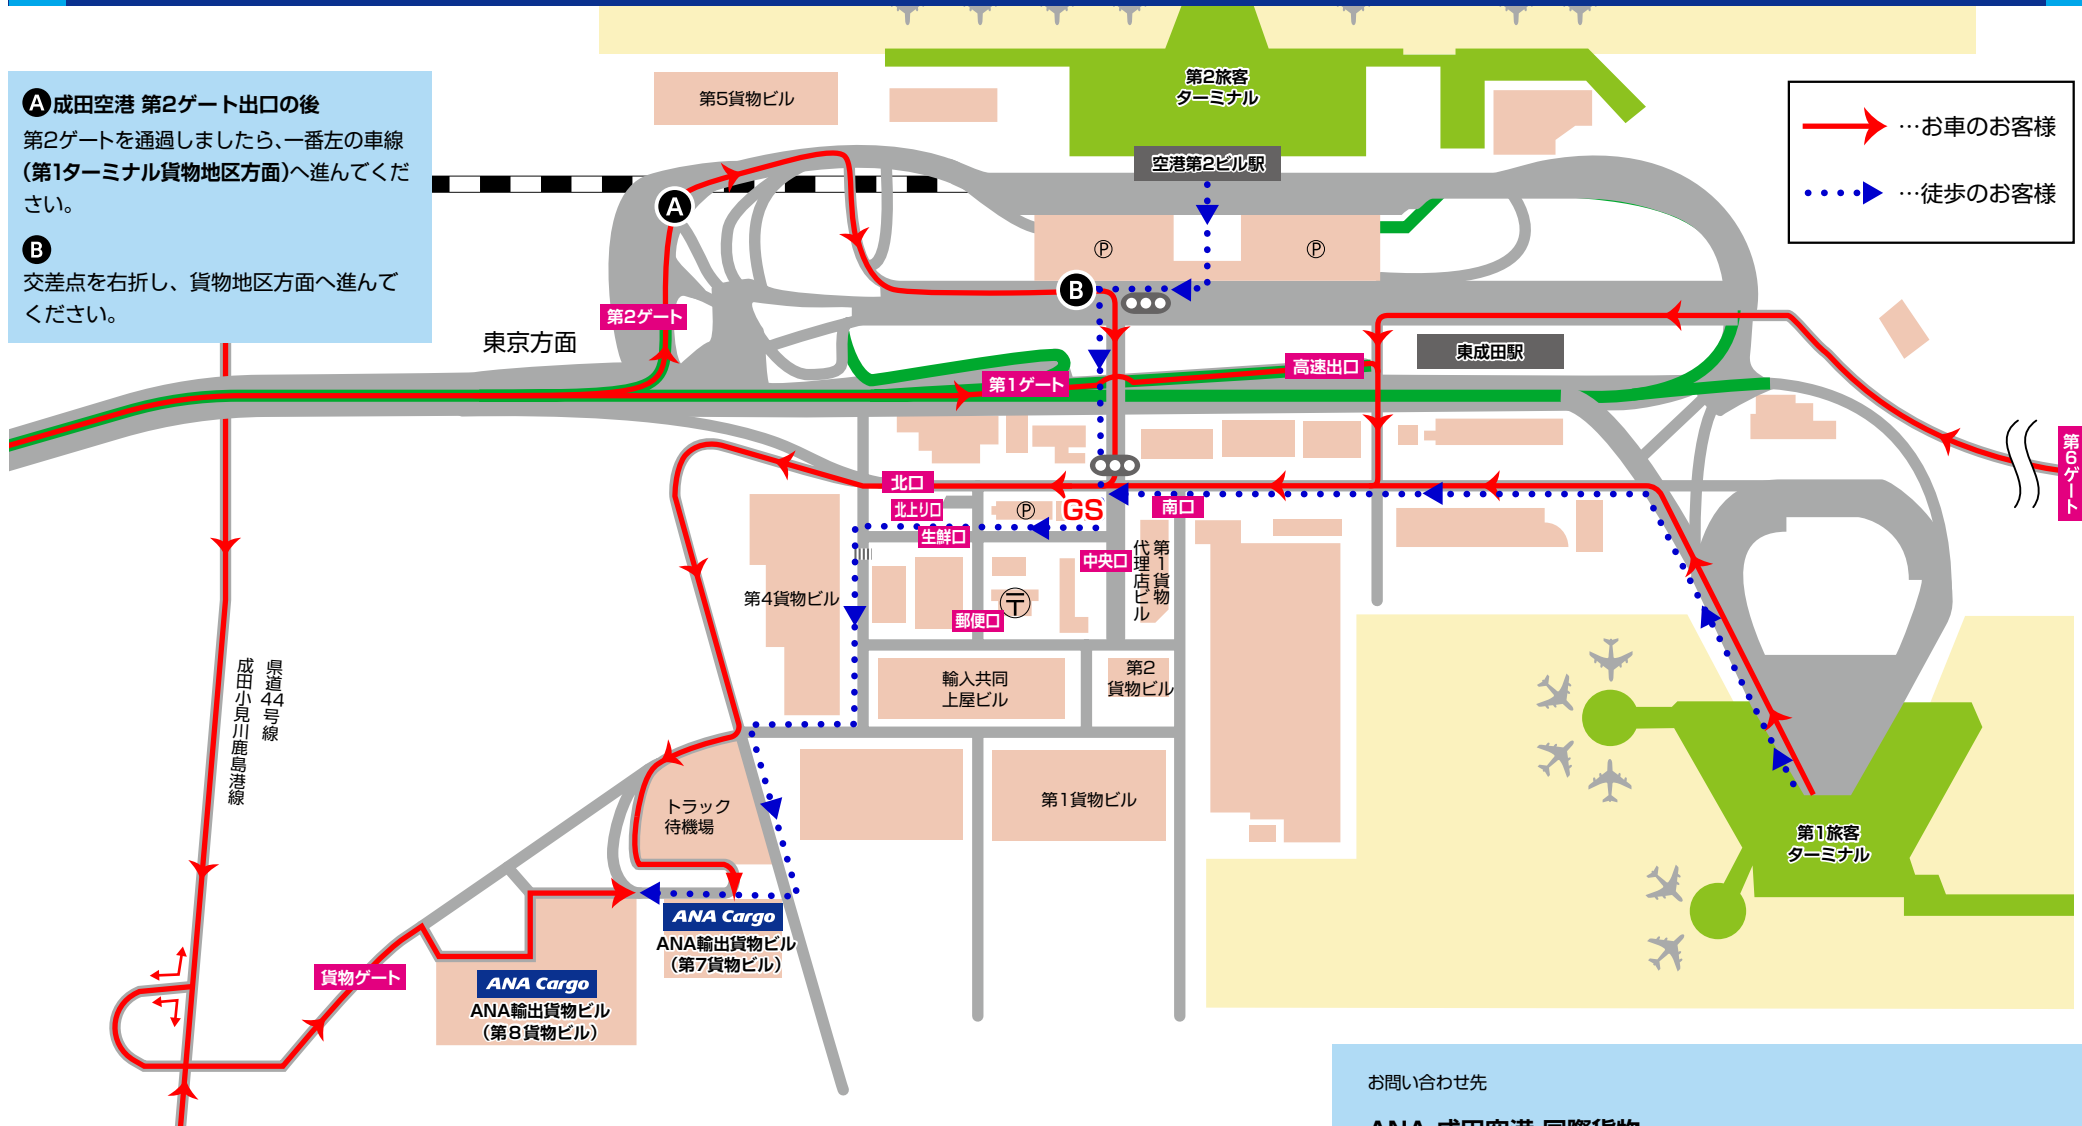 A成田空港 第2ゲート出口の後
第2ゲートを通過しましたら、一番左の車線
(第1ターミナル貨物地区方面)へ進んでくだ
さい。
B
交差点を右折し、貨物地区方面へ進んで
ください。
第5貨物ビル
第2旅客
ターミナル
空港第2ビル駅
…お車のお客様
…徒歩のお客様
A
P
P
B
第2ゲート
東京方面
東成田駅
高速出口
第1ゲート
第6ゲート
北口
北上り口
P
GS
南口
生鮮口
中央口
第1貨物
代理店ビル
第4貨物ビル
〒
郵便口
輸入共同
上屋ビル
第2
貨物ビル
県道44号線
成田小見川鹿島港線
トラック
待機場
第1貨物ビル
第1旅客
ターミナル
ANA Cargo
ANA輸出貨物ビル
(第7貨物ビル)
貨物ゲート
ANA Cargo
ANA輸出貨物ビル
(第8貨物ビル)
お問い合わせ先
ANA 成田空港 国際貨物